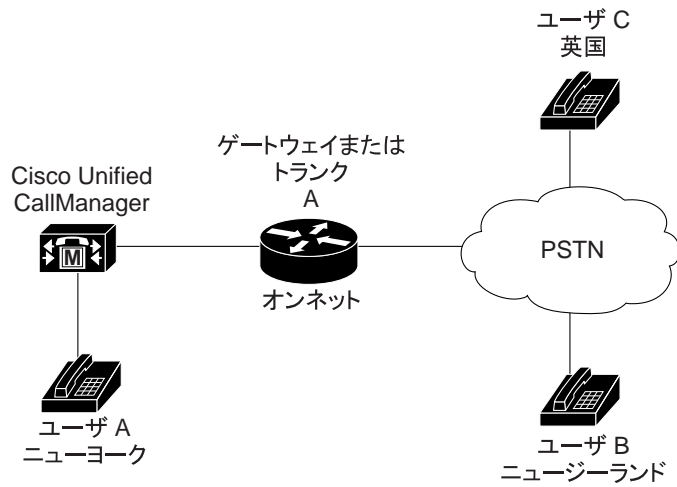 ユーザ C
英国
ゲートウェイまたは
トランク
A
Cisco Unified
CallManager
M
PSTN
オンネット
ユーザ A
ニューヨーク
ユーザ B
ニュージーランド